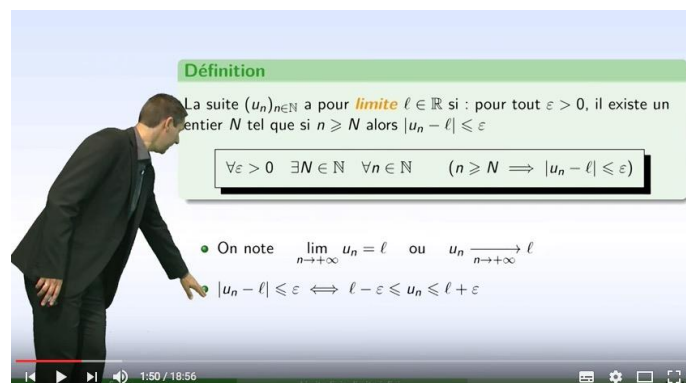 Définition
La suite (uₙ)ₙ∈ℕ a pour limite ℓ ∈ ℝ si : pour tout ε > 0, il existe un
entier N tel que si n ⩾ N alors |uₙ − ℓ| ⩽ ε
∀ε > 0 ∃N ∈ ℕ ∀n ∈ ℕ (n ⩾ N ⟹ |uₙ − ℓ| ⩽ ε)
• On note lim n→+∞ uₙ = ℓ ou uₙ ⟶ n→+∞ ℓ
• |uₙ − ℓ| ⩽ ε ⟺ ℓ − ε ⩽ uₙ ⩽ ℓ + ε
1:50 / 18:56